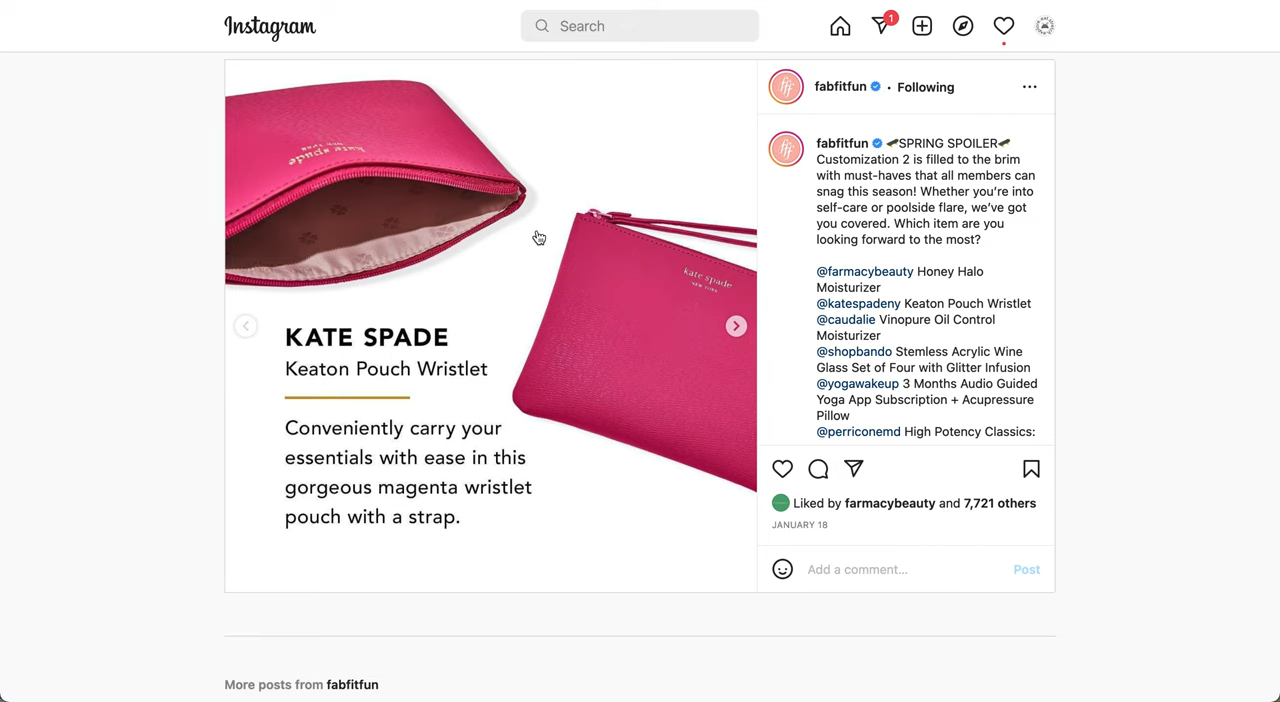 Instagram
Search
1
fabfitfun • Following
kate spade
NEW YORK
kate spade
NEW YORK
KATE SPADE
Keaton Pouch Wristlet
Conveniently carry your
essentials with ease in this
gorgeous magenta wristlet
pouch with a strap.
fff
fff
fabfitfun SPRING SPOILER
Customization 2 is filled to the brim
with must-haves that all members can
snag this season! Whether you’re into
self-care or poolside flare, we’ve got
you covered. Which item are you
looking forward to the most?
@farmacybeauty Honey Halo
Moisturizer
@katespadeny Keaton Pouch Wristlet
@caudalie Vinopure Oil Control
Moisturizer
@shopbando Stemless Acrylic Wine
Glass Set of Four with Glitter Infusion
@yogawakeup 3 Months Audio Guided
Yoga App Subscription + Acupressure
Pillow
@perriconemd High Potency Classics:
Liked by farmacybeauty and 7,721 others
JANUARY 18
Add a comment... Post
More posts from fabfitfun